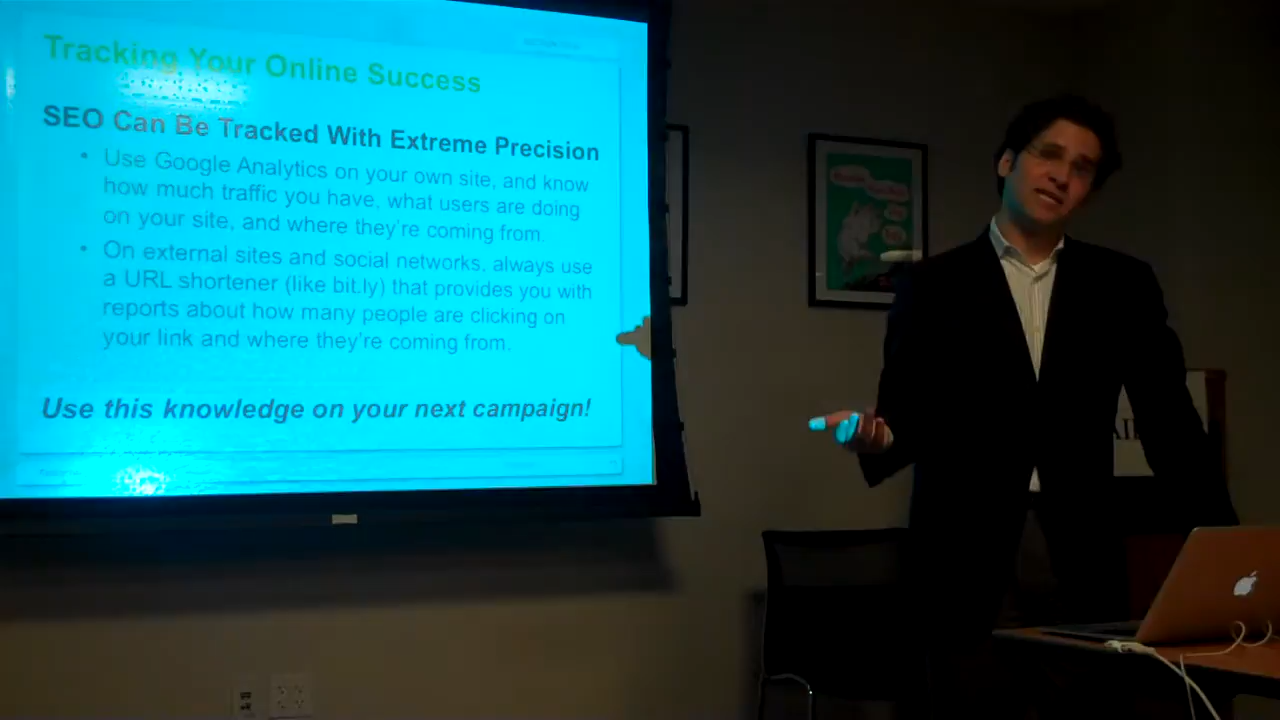 Tracking Your Online Success
SEO Can Be Tracked With Extreme Precision
• Use Google Analytics on your own site, and know
how much traffic you have, what users are doing
on your site, and where they're coming from.
• On external sites and social networks, always use
a URL shortener (like bit.ly) that provides you with
reports about how many people are clicking on
your link and where they're coming from.
Use this knowledge on your next campaign!